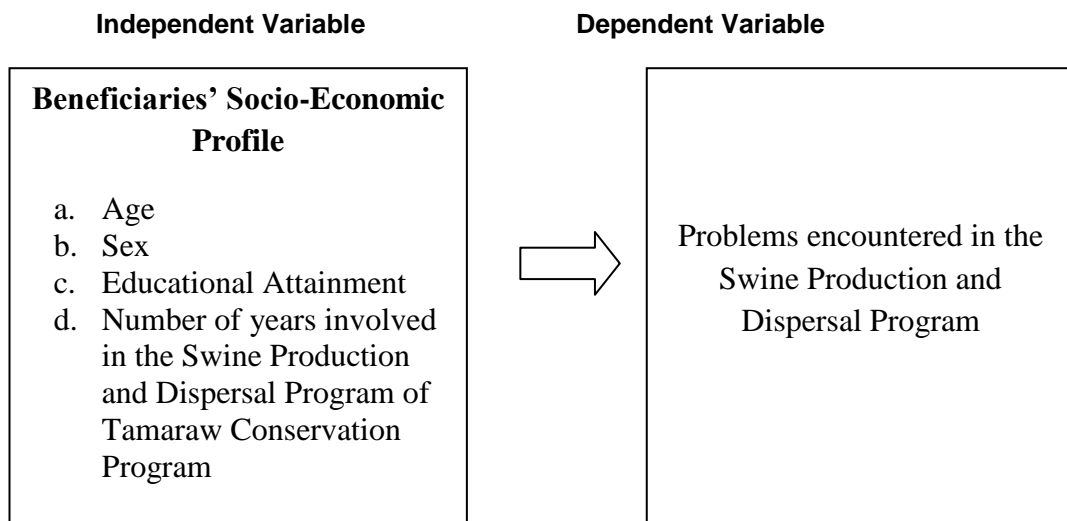 Independent Variable
Dependent Variable
Beneficiaries’ Socio-Economic
Profile
a. Age
b. Sex
c. Educational Attainment
d. Number of years involved
in the Swine Production
and Dispersal Program of
Tamaraw Conservation
Program
Problems encountered in the
Swine Production and
Dispersal Program